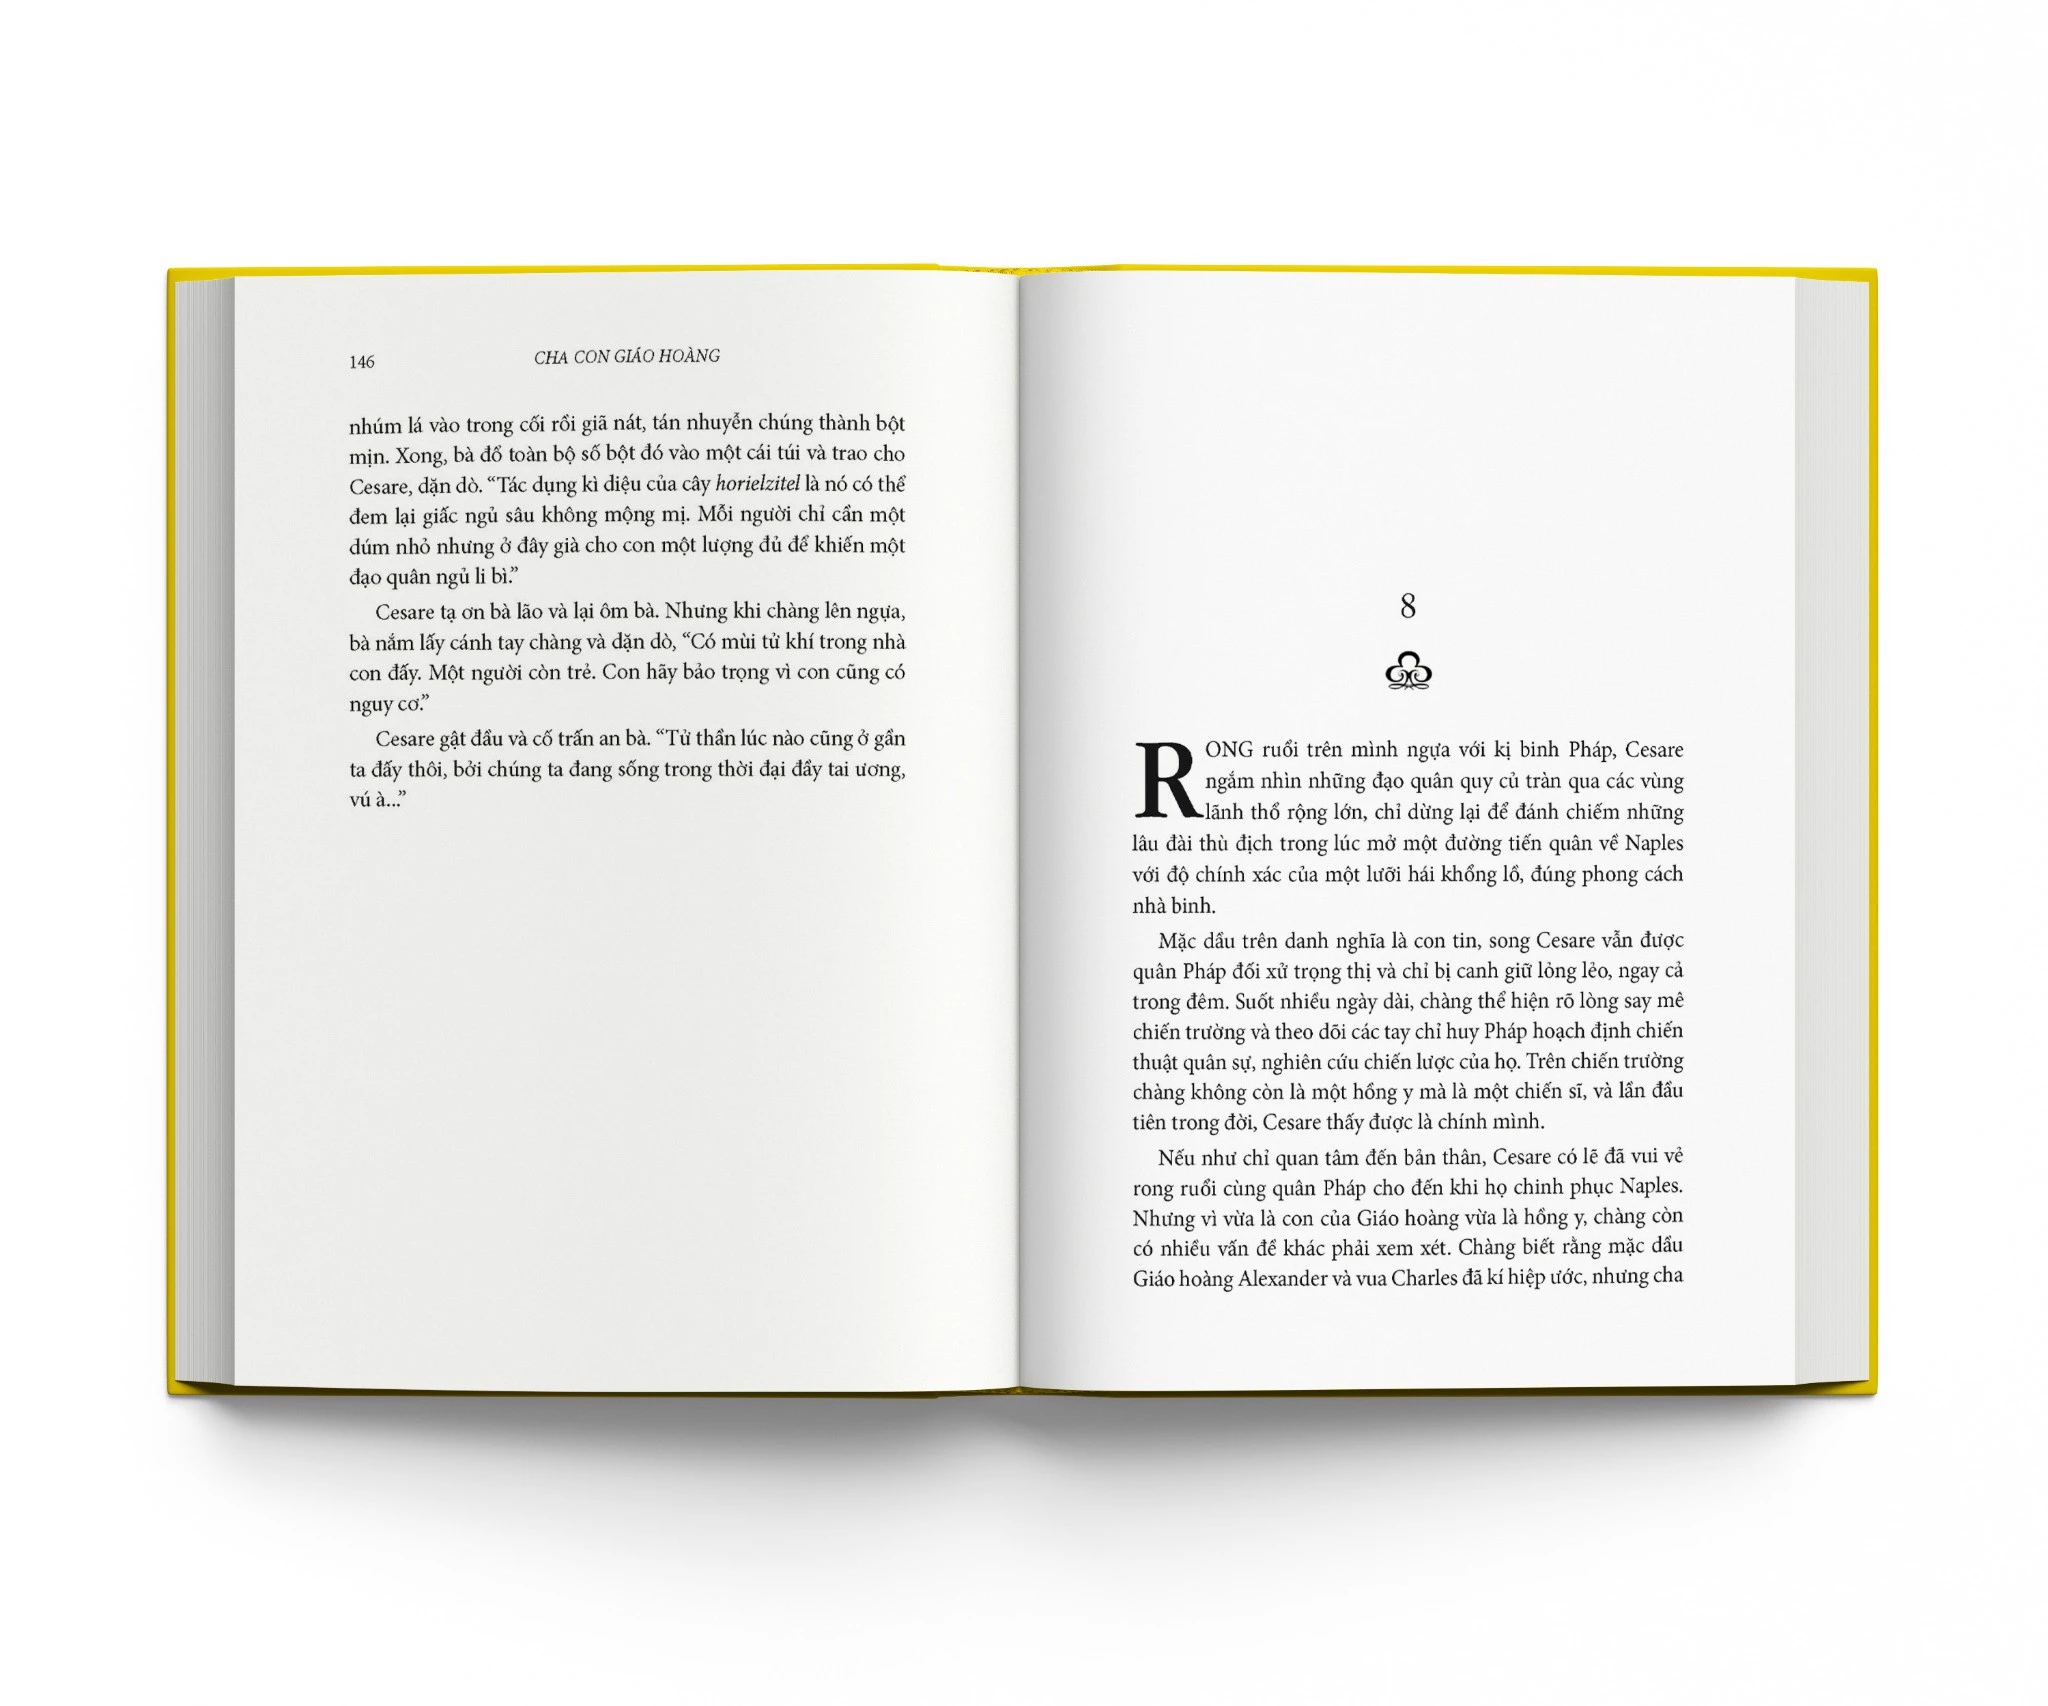 146
CHA CON GIÁO HOÀNG
nhúm lá vào trong cối rồi giã nát, tán nhuyễn chúng thành bột
mịn. Xong, bà đổ toàn bộ số bột đó vào một cái túi và trao cho
Cesare, dặn dò. “Tác dụng kì diệu của cây horielzitel là nó có thể
đem lại giấc ngủ sâu không mộng mị. Mỗi người chỉ cần một
dúm nhỏ nhưng ở đây già cho con một lượng đủ để khiến một
đạo quân ngủ li bì.”
Cesare tạ ơn bà lão và lại ôm bà. Nhưng khi chàng lên ngựa,
bà nắm lấy cánh tay chàng và dặn dò, “Có mùi tử khí trong nhà
con đấy. Một người còn trẻ. Con hãy bảo trọng vì con cũng có
nguy cơ.”
Cesare gật đầu và cố trấn an bà. “Tử thần lúc nào cũng ở gần
ta đấy thôi, bởi chúng ta đang sống trong thời đại đầy tai ương,
vú à...”
8
RONG ruổi trên mình ngựa với kị binh Pháp, Cesare
ngắm nhìn những đạo quân quy củ tràn qua các vùng
lãnh thổ rộng lớn, chỉ dừng lại để đánh chiếm những
lâu đài thù địch trong lúc mở một đường tiến quân về Naples
với độ chính xác của một lưỡi hái khổng lồ, đúng phong cách
nhà binh.
Mặc dầu trên danh nghĩa là con tin, song Cesare vẫn được
quân Pháp đối xử trọng thị và chỉ bị canh giữ lỏng lẻo, ngay cả
trong đêm. Suốt nhiều ngày dài, chàng thể hiện rõ lòng say mê
chiến trường và theo dõi các tay chỉ huy Pháp hoạch định chiến
thuật quân sự, nghiên cứu chiến lược của họ. Trên chiến trường
chàng không còn là một hồng y mà là một chiến sĩ, và lần đầu
tiên trong đời, Cesare thấy được là chính mình.
Nếu như chỉ quan tâm đến bản thân, Cesare có lẽ đã vui vẻ
rong ruổi cùng quân Pháp cho đến khi họ chinh phục Naples.
Nhưng vì vừa là con của Giáo hoàng vừa là hồng y, chàng còn
có nhiều vấn đề khác phải xem xét. Chàng biết rằng mặc dầu
Giáo hoàng Alexander và vua Charles đã kí hiệp ước, nhưng cha